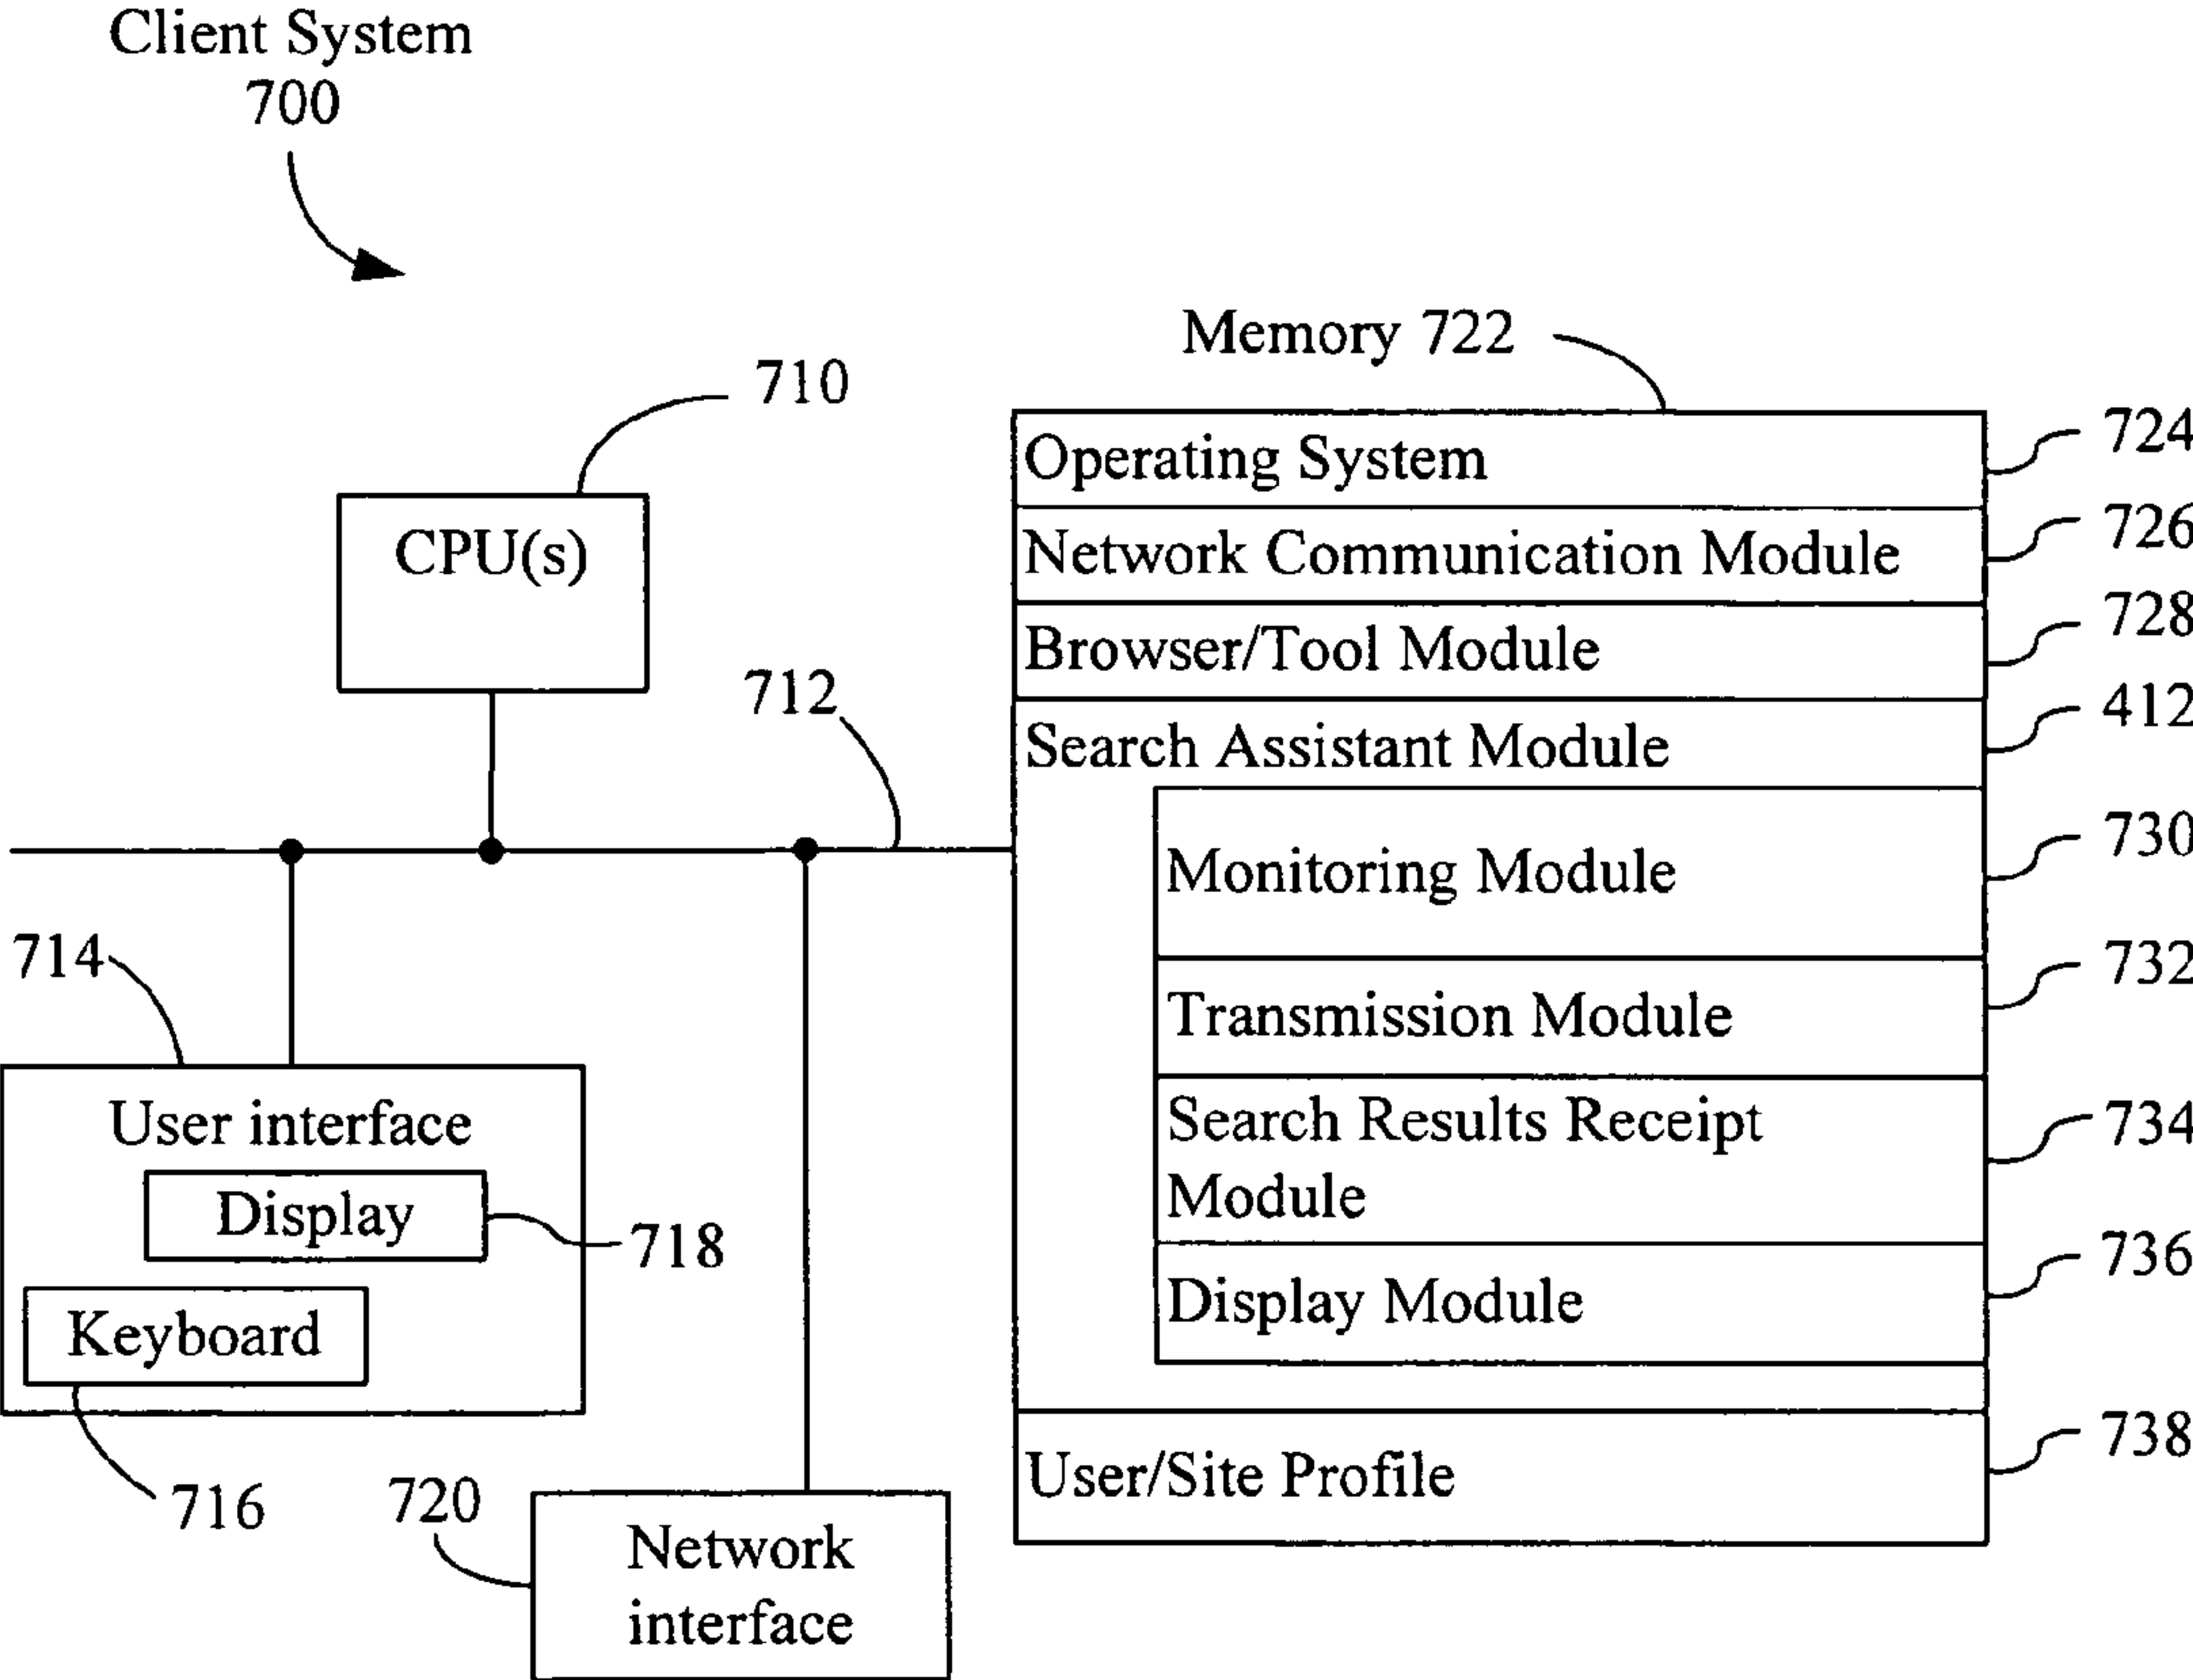 Client System
700
Memory 722
710
CPU(s)
712
714
User interface
Display
718
Keyboard
716
720
Network
interface
Operating System
724
Network Communication Module
726
Browser/Tool Module
728
Search Assistant Module
412
Monitoring Module
730
Transmission Module
732
Search Results Receipt
Module
734
Display Module
736
User/Site Profile
738